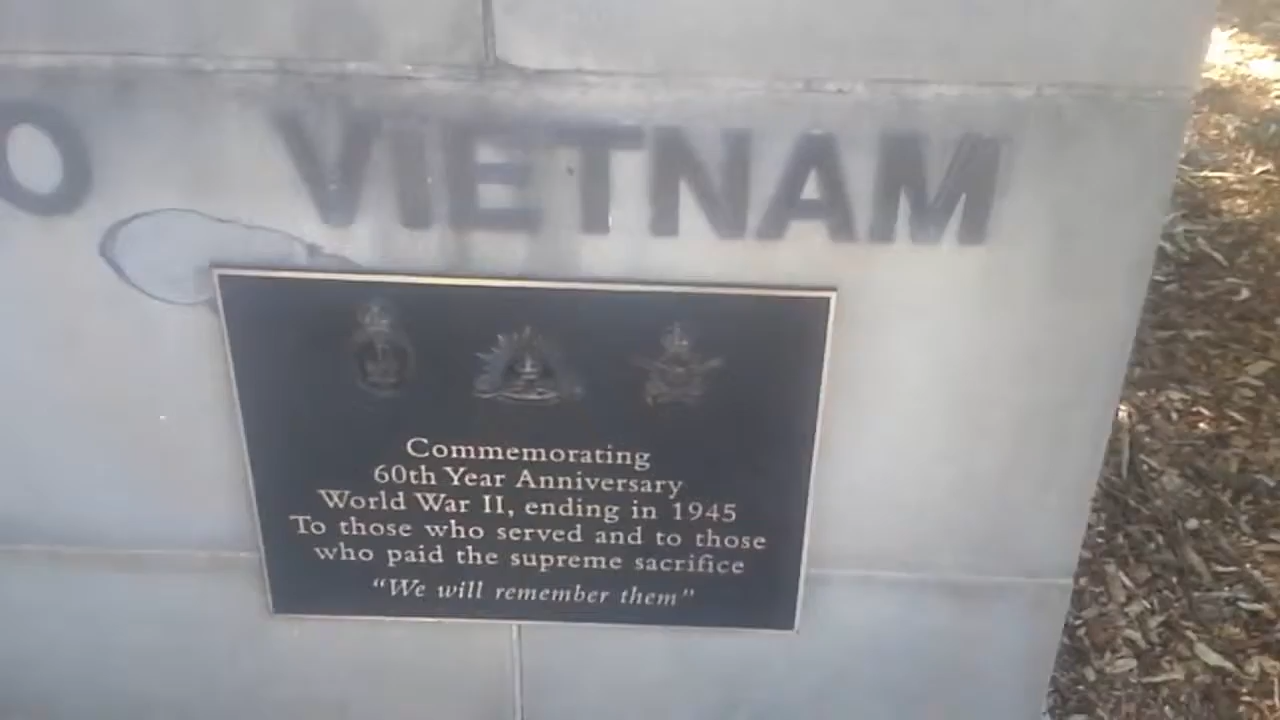 O VIETNAM
Commemorating
60th Year Anniversary
World War II, ending in 1945
To those who served and to those
who paid the supreme sacrifice
"We will remember them"